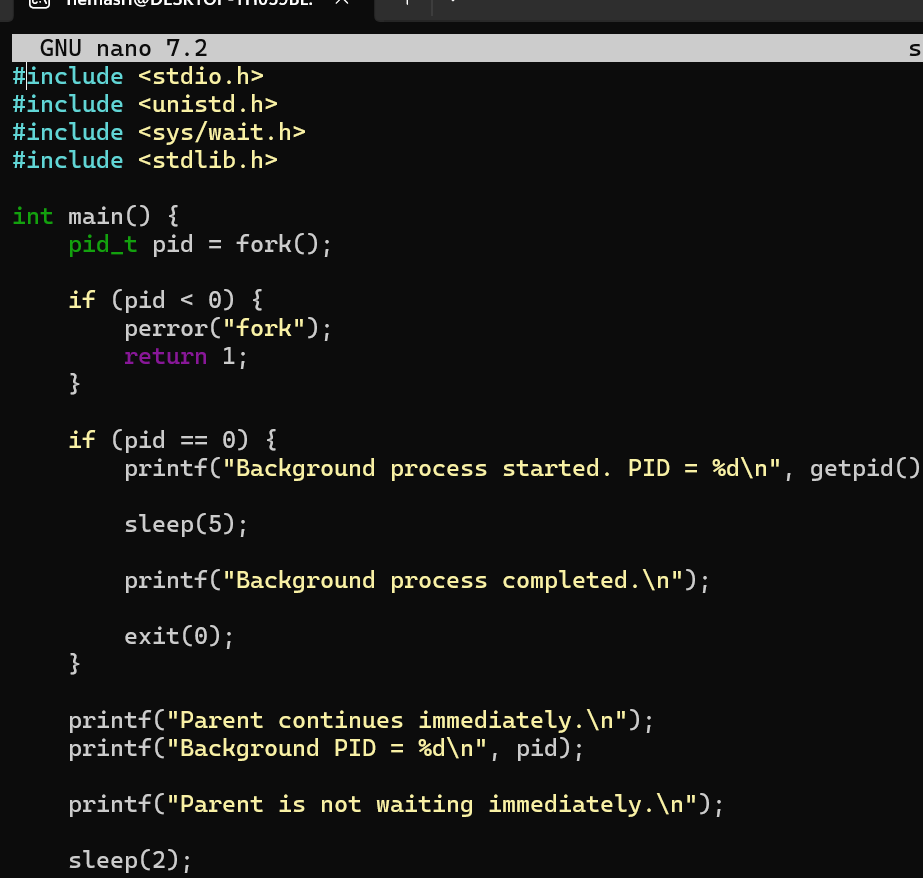 GNU nano 7.2 s
#include <stdio.h>
#include <unistd.h>
#include <sys/wait.h>
#include <stdlib.h>
int main() {
pid_t pid = fork();
if (pid < 0) {
perror("fork");
return 1;
}
if (pid == 0) {
printf("Background process started. PID = %d\n", getpid()
sleep(5);
printf("Background process completed.\n");
exit(0);
}
printf("Parent continues immediately.\n");
printf("Background PID = %d\n", pid);
printf("Parent is not waiting immediately.\n");
sleep(2);